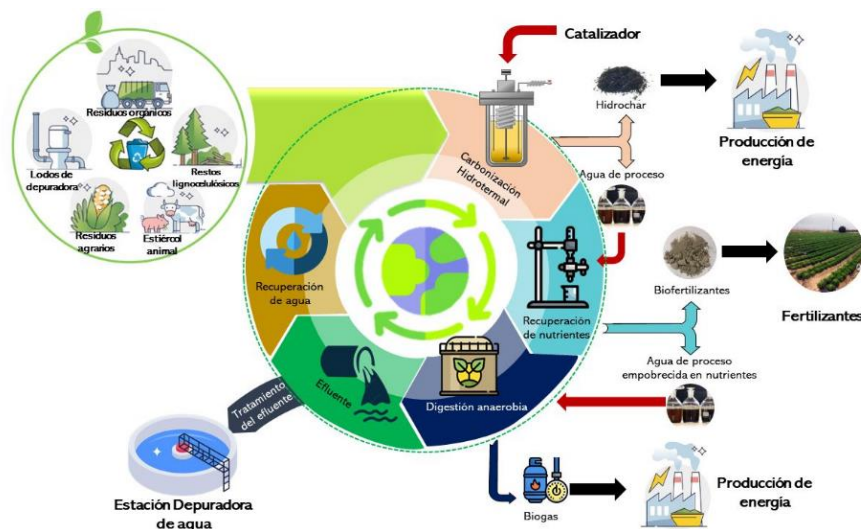 Residuos orgánicos
Lodos de
depuradora
Restos
lignocelulósicos
Residuos
agrarios
Estiércol
animal
Catalizador
Carbonización
Hidrotermal
Hidrochar
Agua de proceso
Producción de
energía
Recuperación
de nutrientes
Biofertilizantes
Fertilizantes
Agua de proceso
empobrecida en nutrientes
Digestión anaerobia
Biogas
Producción de
energía
Efluente
Tratamiento
del efluente
Estación Depuradora
de agua
Recuperación
de agua